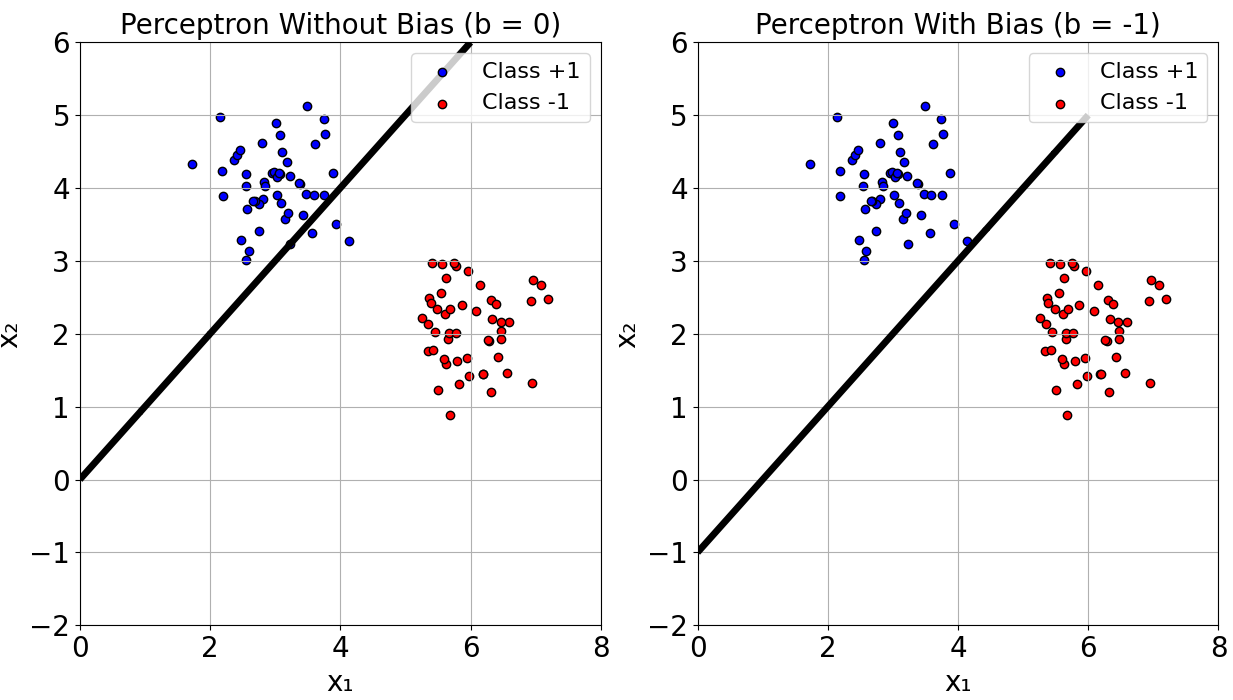 Perceptron Without Bias (b = 0)
Class +1
Class -1
6
5
4
3
2
1
0
−1
−2
0
2
4
6
8
x₁
x₂
Perceptron With Bias (b = -1)
Class +1
Class -1
6
5
4
3
2
1
0
−1
−2
0
2
4
6
8
x₁
x₂